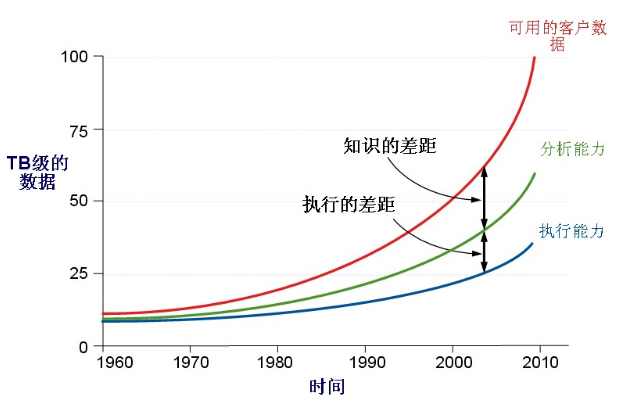 可用的客户数
据
100
75
TB级的
数据
50
25
0
知识的差距
执行的差距
分析能力
执行能力
1960
1970
1980
1990
2000
2010
时间